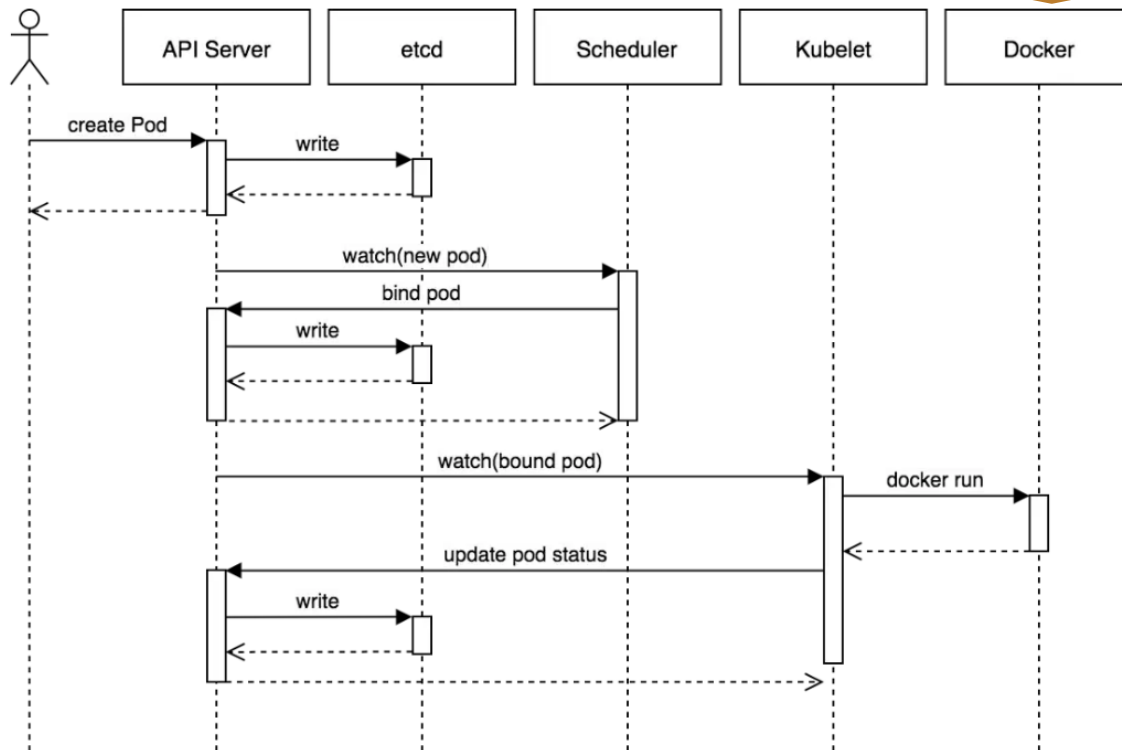 API Server
etcd
Scheduler
Kubelet
Docker
create Pod
write
watch(new pod)
bind pod
write
watch(bound pod)
docker run
update pod status
write